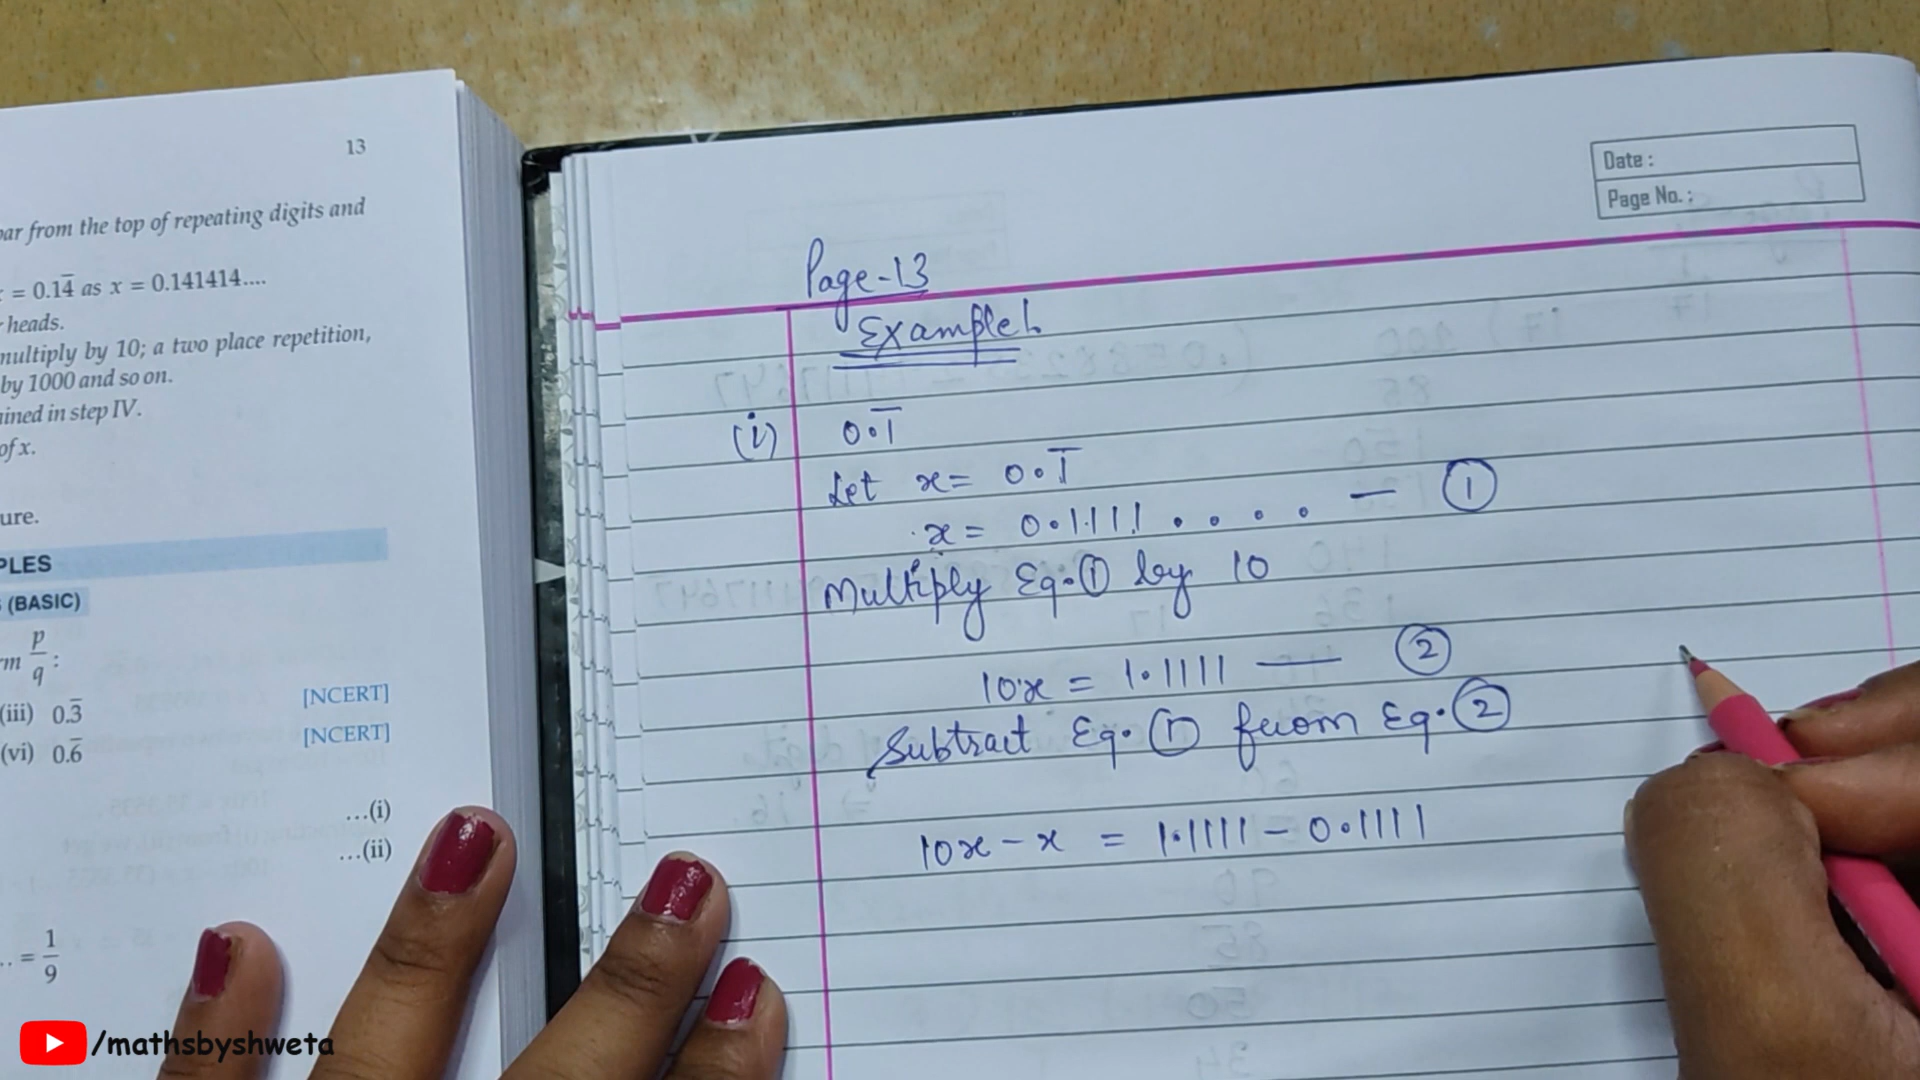 13
bar from the top of repeating digits and
x = 0.1̅4̅ as x = 0.141414....
r heads.
multiply by 10; a two place repetition,
by 1000 and so on.
ained in step IV.
of x.
ure.
PLES
(BASIC)
m p/q :
(iii) 0.3̅ [NCERT]
(vi) 0.6̅ [NCERT]
...(i)
...(ii)
.. = 1/9
Date :
Page No. :
Page-13
Example1.
(i) 0.1̅
Let x = 0.1̅
x = 0.1111 . . . . — ①
Multiply Eq.① by 10
10x = 1.1111 — ②
Subtract Eq. ① from Eq. ②
10x - x = 1.1111 - 0.1111
/mathsbyshweta